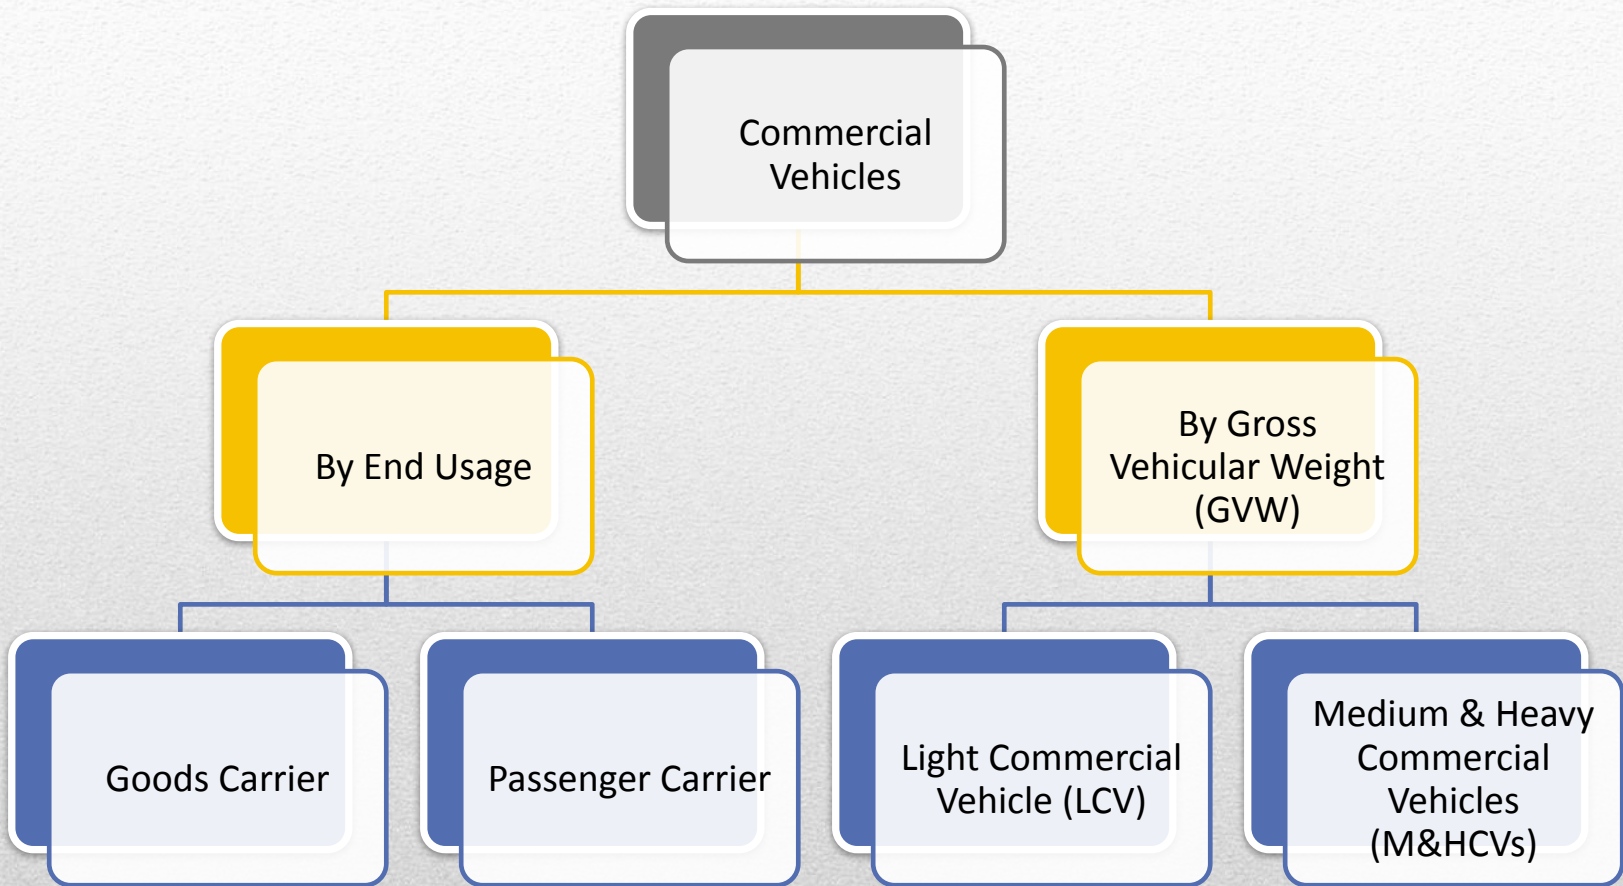 Commercial
Vehicles
By End Usage
By Gross
Vehicular Weight
(GVW)
Goods Carrier
Passenger Carrier
Light Commercial
Vehicle (LCV)
Medium & Heavy
Commercial
Vehicles
(M&HCVs)